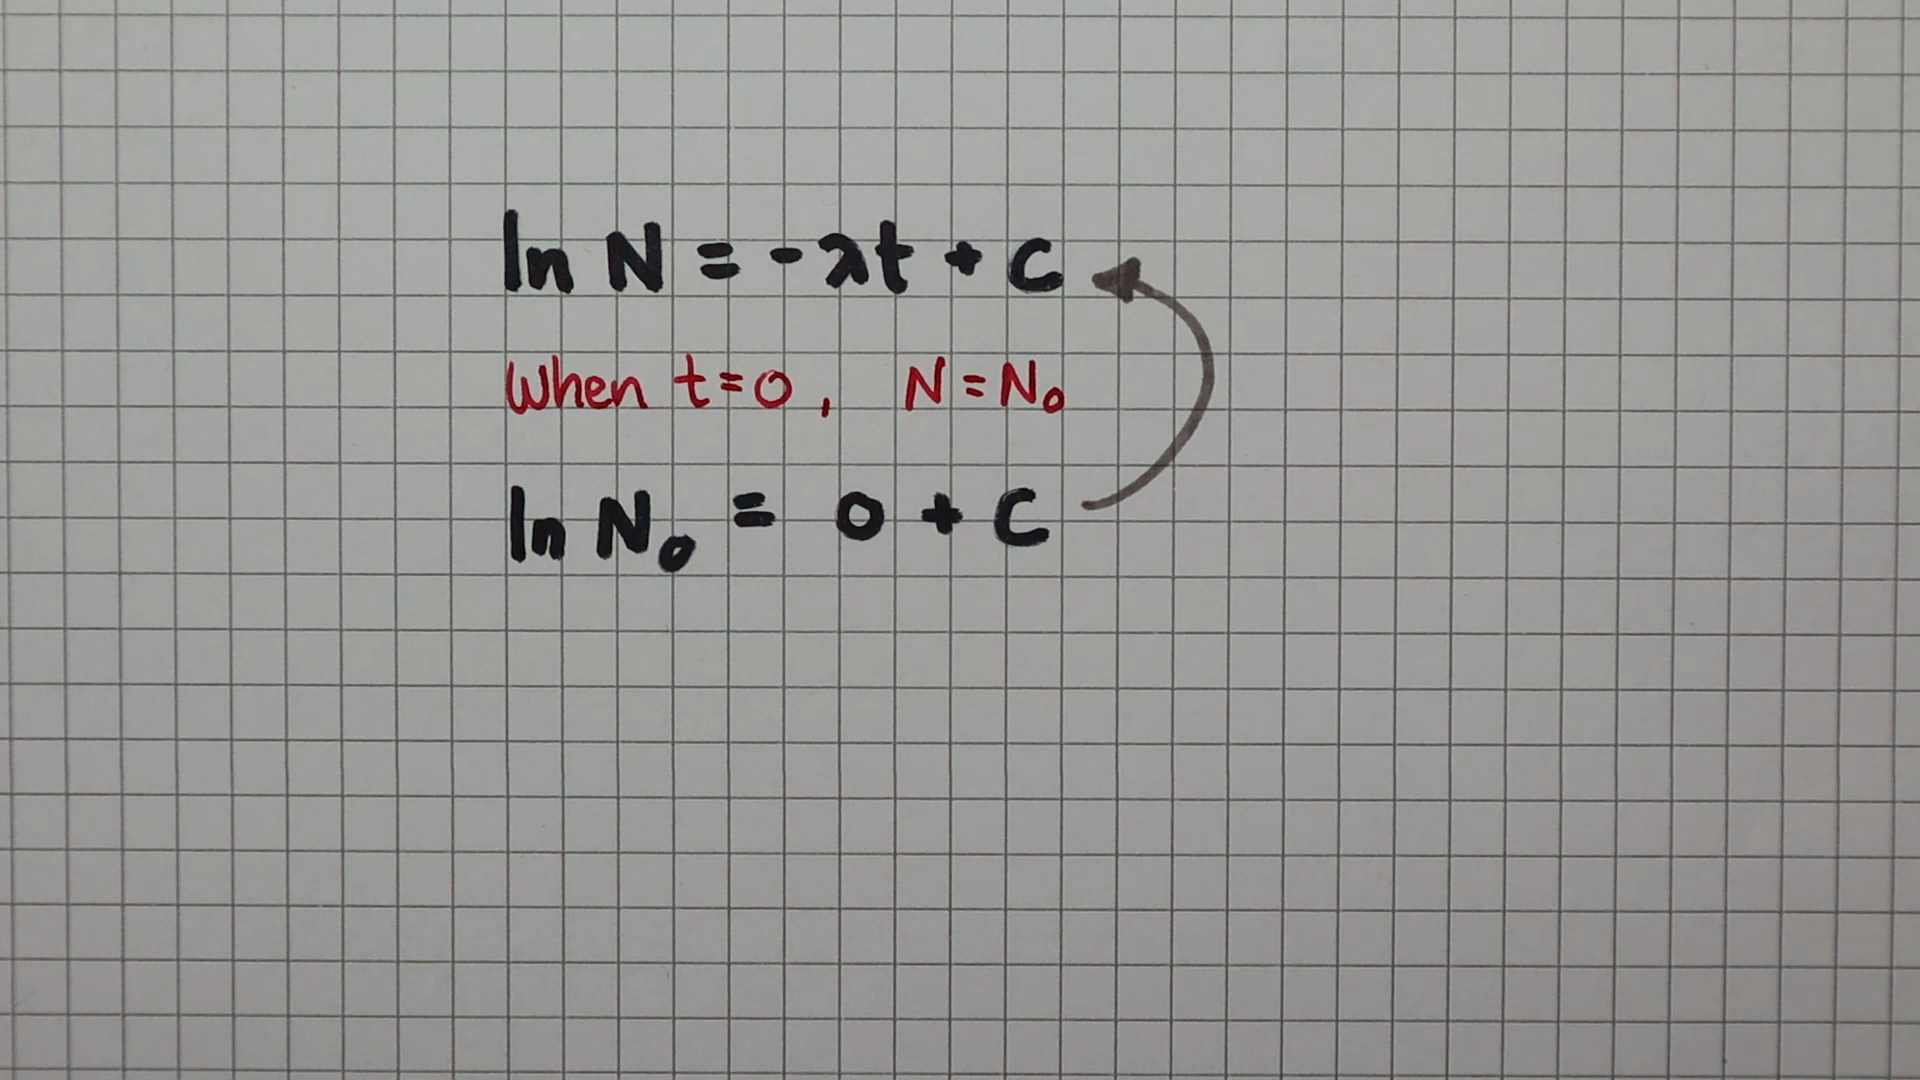 ln N = -λt + C
When t=0, N=N₀
ln N₀ = 0 + C